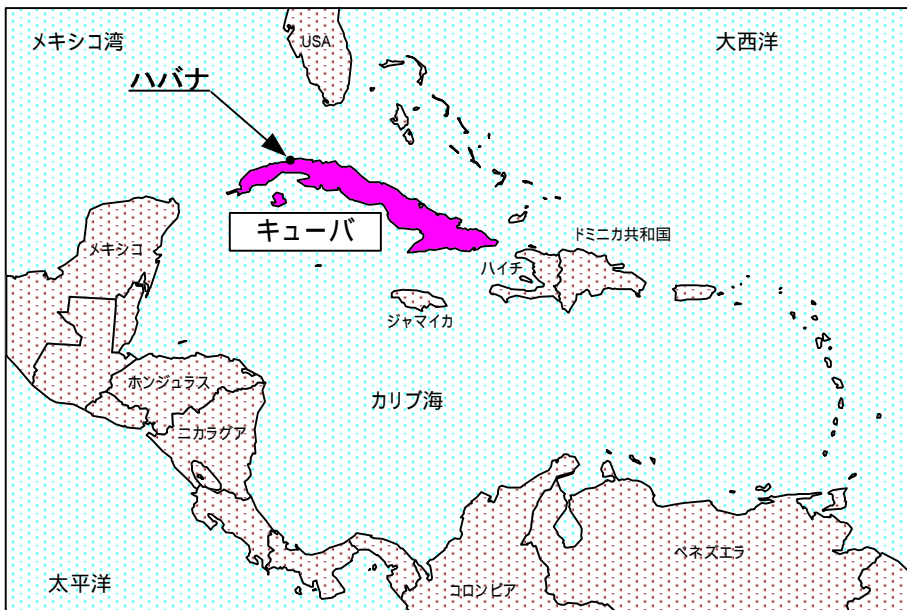 メキシコ湾
USA
大西洋
ハバナ
キューバ
メキシコ
ドミニカ共和国
ハイチ
ジャマイカ
ホンジュラス
カリブ海
ニカラグア
ベネズエラ
太平洋
コロンビア